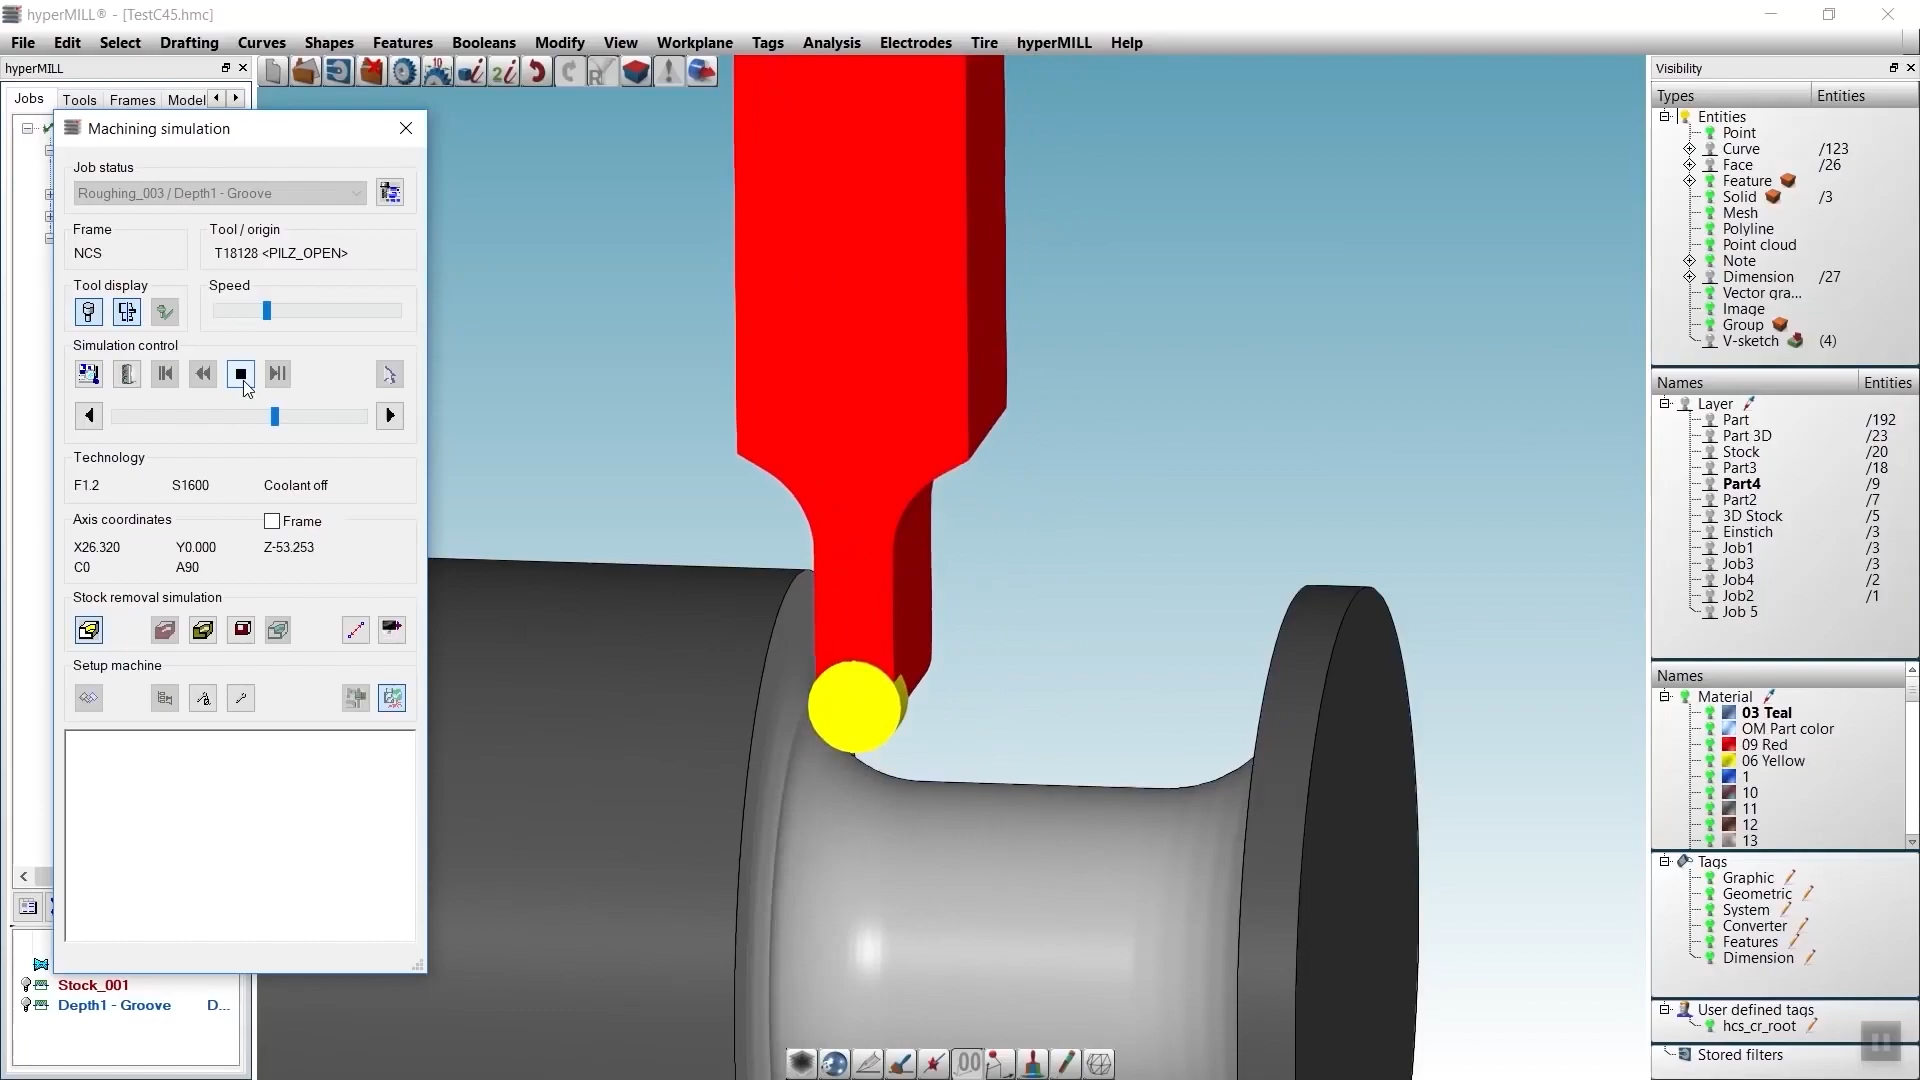 hyperMILL® - [TestC45.hmc]
File Edit Select Drafting Curves Shapes Features Booleans Modify View Workplane Tags Analysis Electrodes Tire hyperMILL Help
hyperMILL
Jobs Tools Frames Model
Machining simulation
Job status
Roughing_003 / Depth1 - Groove
Frame
NCS
Tool / origin
T18128 <PILZ_OPEN>
Tool display
Speed
Simulation control
Technology
F1.2 S1600 Coolant off
Axis coordinates Frame
X26.320 Y0.000 Z-53.253
C0 A90
Stock removal simulation
Setup machine
Stock_001
Depth1 - Groove D...
Visibility
Types Entities
Entities
Point
Curve /123
Face /26
Feature
Solid /3
Mesh
Polyline
Point cloud
Note
Dimension /27
Vector gra...
Image
Group
V-sketch (4)
Names Entities
Layer
Part /192
Part 3D /23
Stock /20
Part3 /18
Part4 /9
Part2 /7
3D Stock /5
Einstich /3
Job1 /3
Job3 /3
Job4 /2
Job2 /1
Job 5
Names
Material
03 Teal
OM Part color
09 Red
06 Yellow
1
10
11
12
13
Tags
Graphic
Geometric
System
Converter
Features
Dimension
User defined tags
hcs_cr_root
Stored filters